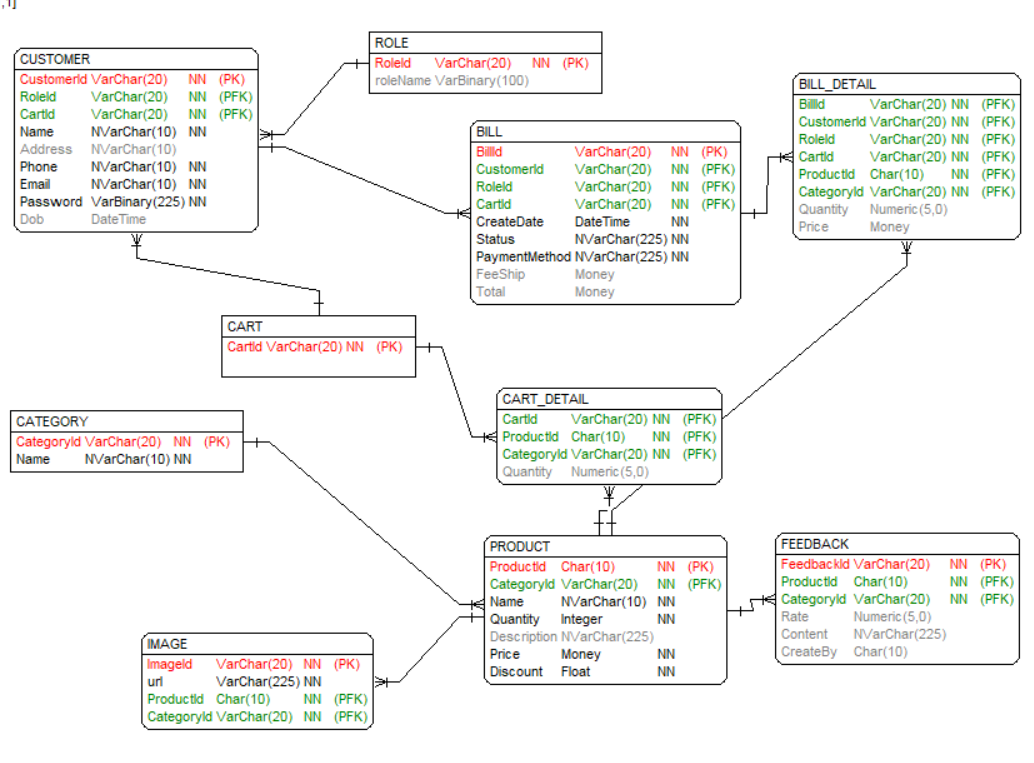 ,1]
CUSTOMER
CustomerId VarChar(20) NN (PK)
RoleId VarChar(20) NN (PFK)
CartId VarChar(20) NN (PFK)
Name NVarChar(10) NN
Address NVarChar(10)
Phone NVarChar(10) NN
Email NVarChar(10) NN
Password VarBinary(225) NN
Dob DateTime
ROLE
RoleId VarChar(20) NN (PK)
roleName VarBinary(100)
BILL
BillId VarChar(20) NN (PK)
CustomerId VarChar(20) NN (PFK)
RoleId VarChar(20) NN (PFK)
CartId VarChar(20) NN (PFK)
CreateDate DateTime NN
Status NVarChar(225) NN
PaymentMethod NVarChar(225) NN
FeeShip Money
Total Money
BILL_DETAIL
BillId VarChar(20) NN (PFK)
CustomerId VarChar(20) NN (PFK)
RoleId VarChar(20) NN (PFK)
CartId VarChar(20) NN (PFK)
ProductId Char(10) NN (PFK)
CategoryId VarChar(20) NN (PFK)
Quantity Numeric(5,0)
Price Money
CART
CartId VarChar(20) NN (PK)
CATEGORY
CategoryId VarChar(20) NN (PK)
Name NVarChar(10) NN
CART_DETAIL
CartId VarChar(20) NN (PFK)
ProductId Char(10) NN (PFK)
CategoryId VarChar(20) NN (PFK)
Quantity Numeric(5,0)
PRODUCT
ProductId Char(10) NN (PK)
CategoryId VarChar(20) NN (PFK)
Name NVarChar(10) NN
Quantity Integer NN
Description NVarChar(225)
Price Money NN
Discount Float NN
FEEDBACK
FeedbackId VarChar(20) NN (PK)
ProductId Char(10) NN (PFK)
CategoryId VarChar(20) NN (PFK)
Rate Numeric(5,0)
Content NVarChar(225)
CreateBy Char(10)
IMAGE
ImageId VarChar(20) NN (PK)
url VarChar(225) NN
ProductId Char(10) NN (PFK)
CategoryId VarChar(20) NN (PFK)